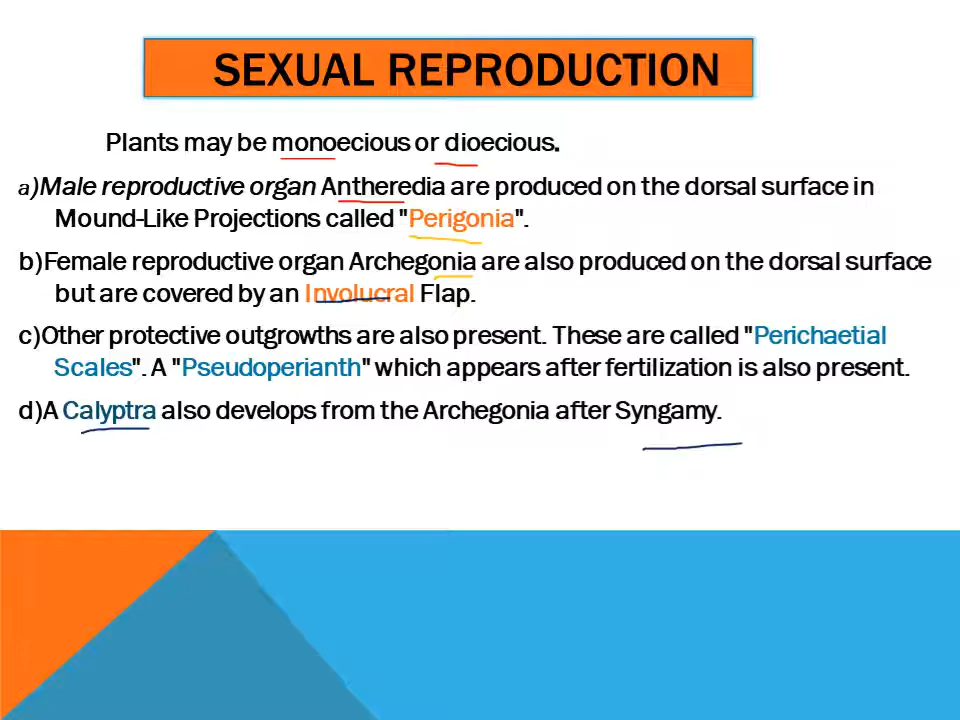 SEXUAL REPRODUCTION
Plants may be monoecious or dioecious.
a)Male reproductive organ Antheredia are produced on the dorsal surface in
Mound-Like Projections called "Perigonia".
b)Female reproductive organ Archegonia are also produced on the dorsal surface
but are covered by an Involucral Flap.
c)Other protective outgrowths are also present. These are called "Perichaetial
Scales". A "Pseudoperianth" which appears after fertilization is also present.
d)A Calyptra also develops from the Archegonia after Syngamy.